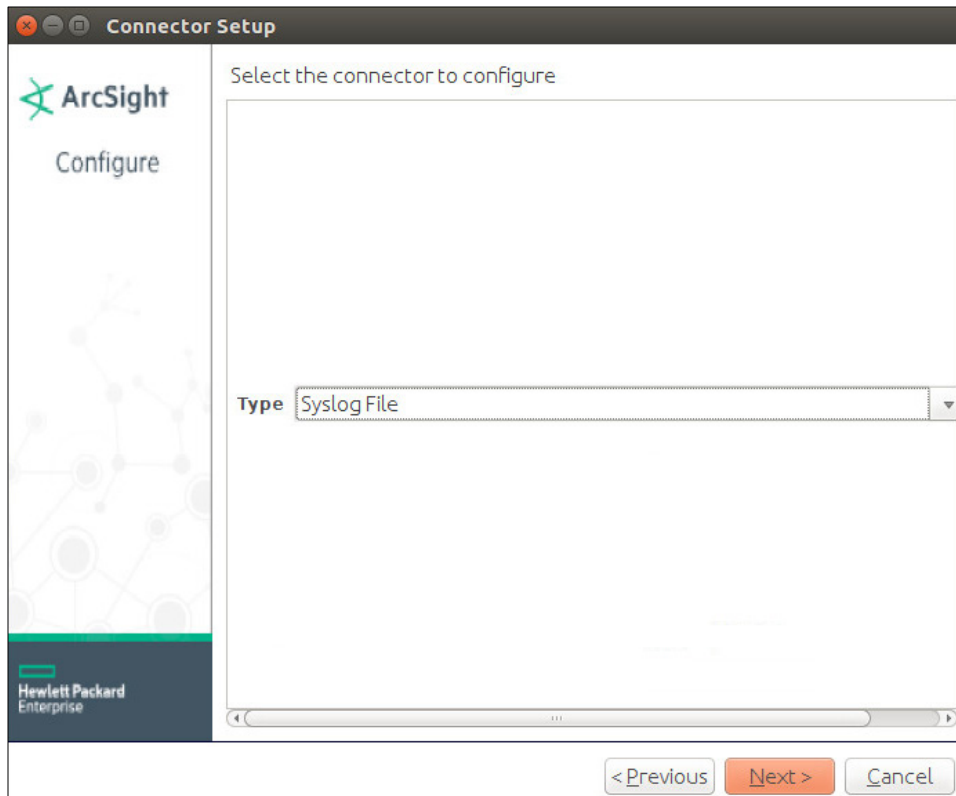 Connector Setup
ArcSight
Configure
Select the connector to configure
Type Syslog File
Hewlett Packard
Enterprise
< Previous Next > Cancel